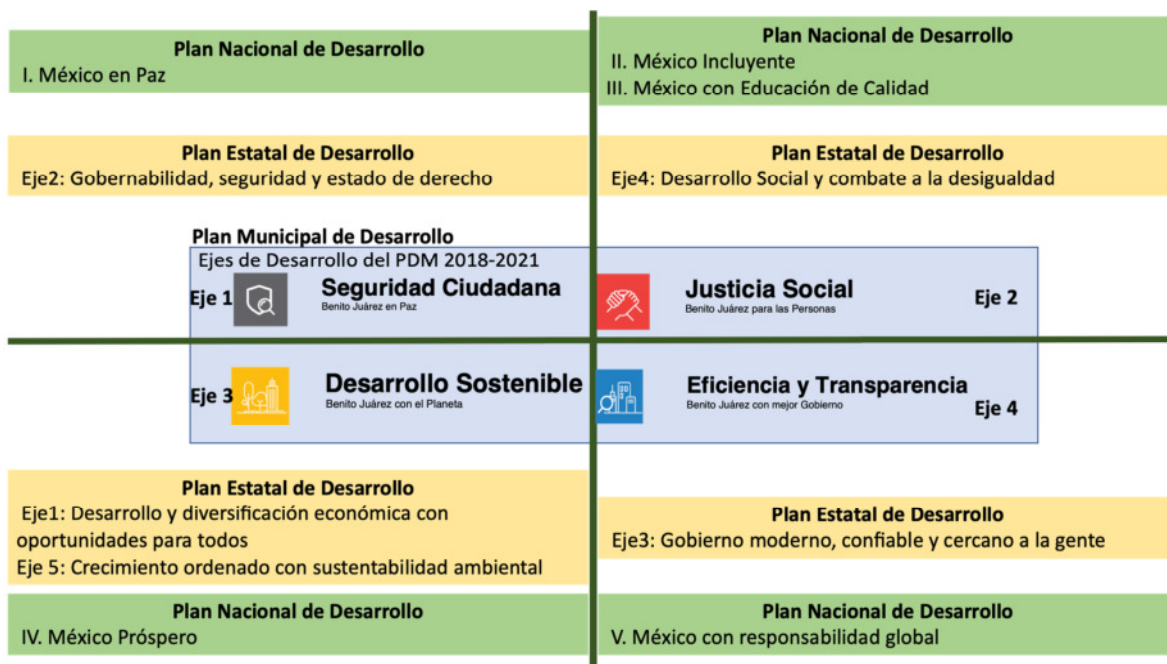 Plan Nacional de Desarrollo
I. México en Paz
Plan Nacional de Desarrollo
II. México Incluyente
III. México con Educación de Calidad
Plan Estatal de Desarrollo
Eje2: Gobernabilidad, seguridad y estado de derecho
Plan Estatal de Desarrollo
Eje4: Desarrollo Social y combate a la desigualdad
Plan Municipal de Desarrollo
Ejes de Desarrollo del PDM 2018-2021
Eje 1
Seguridad Ciudadana
Benito Juárez en Paz
Justicia Social
Benito Juárez para las Personas
Eje 2
Eje 3
Desarrollo Sostenible
Benito Juárez con el Planeta
Eficiencia y Transparencia
Benito Juárez con mejor Gobierno
Eje 4
Plan Estatal de Desarrollo
Eje1: Desarrollo y diversificación económica con
oportunidades para todos
Eje 5: Crecimiento ordenado con sustentabilidad ambiental
Plan Estatal de Desarrollo
Eje3: Gobierno moderno, confiable y cercano a la gente
Plan Nacional de Desarrollo
IV. México Próspero
Plan Nacional de Desarrollo
V. México con responsabilidad global